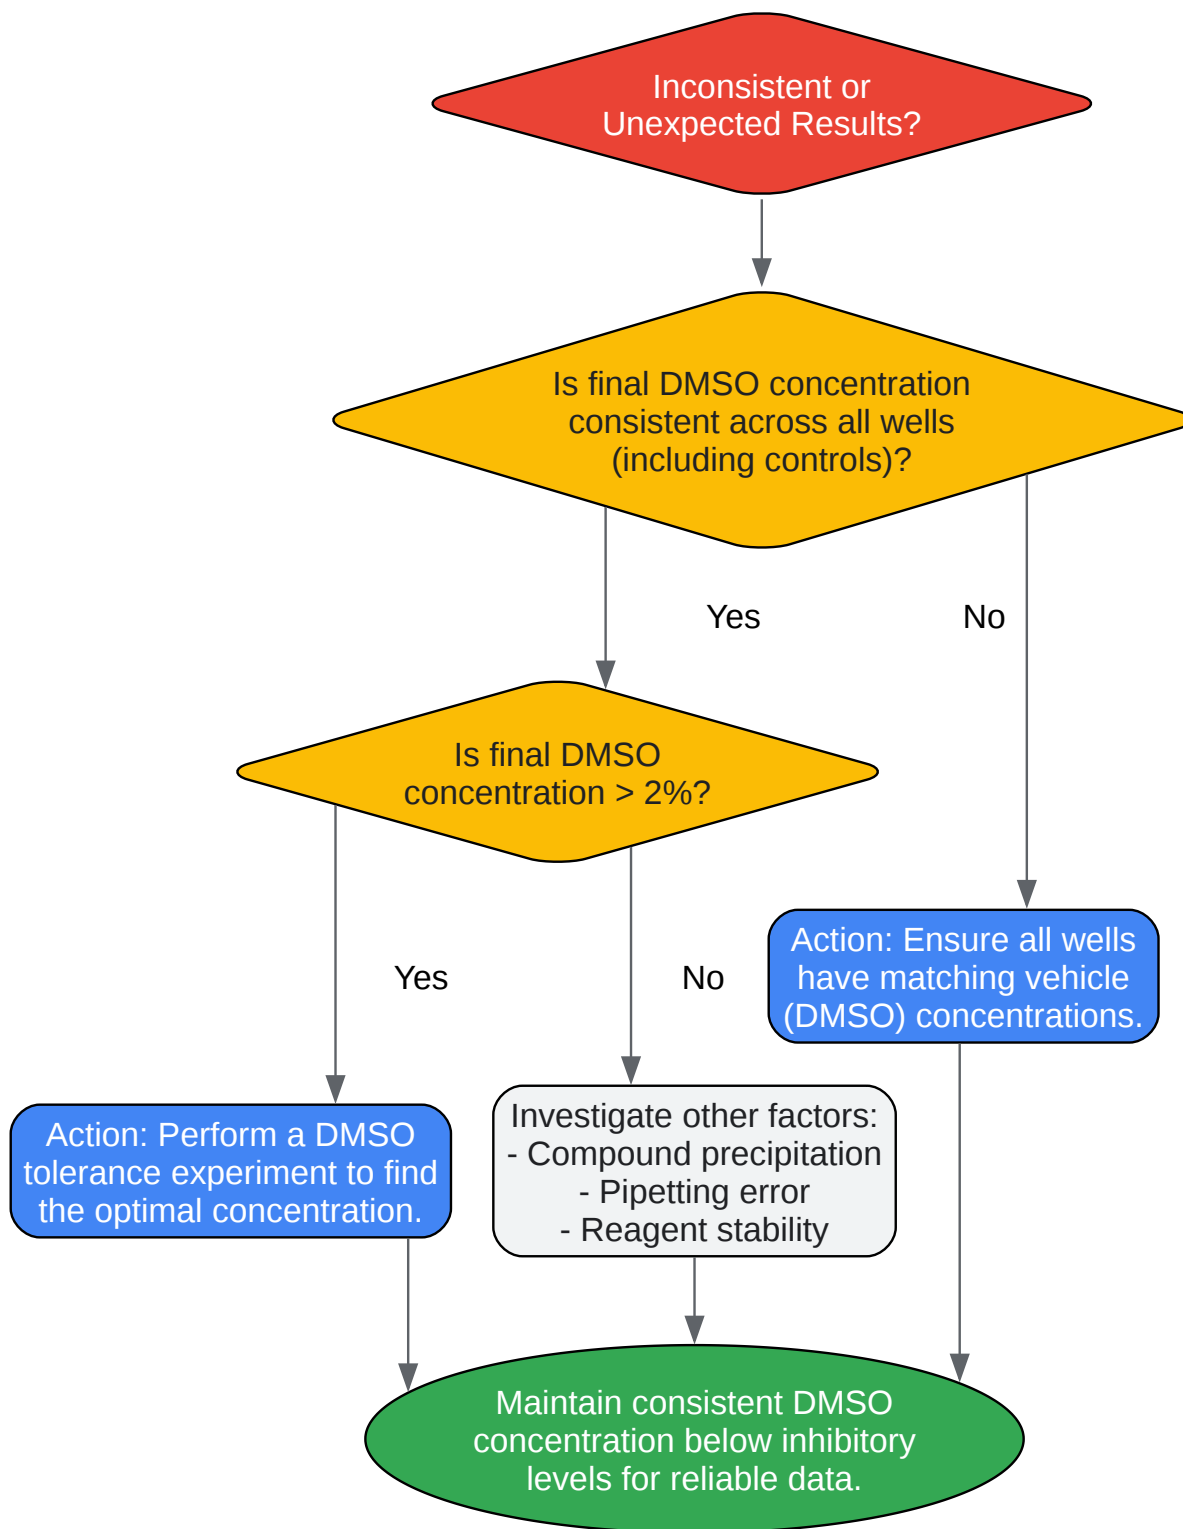 Inconsistent or
Unexpected Results?
Is final DMSO concentration
consistent across all wells
(including controls)?
Yes
No
Is final DMSO
concentration > 2%?
Yes
No
Action: Ensure all wells
have matching vehicle
(DMSO) concentrations.
Action: Perform a DMSO
tolerance experiment to find
the optimal concentration.
Investigate other factors:
- Compound precipitation
- Pipetting error
- Reagent stability
Maintain consistent DMSO
concentration below inhibitory
levels for reliable data.